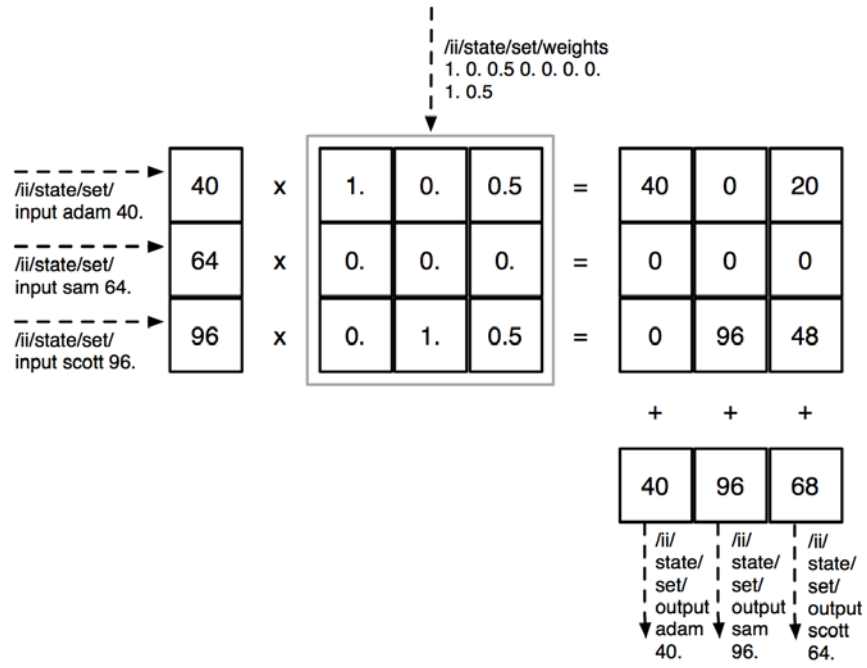 /ii/state/set/weights
1. 0. 0.5 0. 0. 0. 0.
1. 0.5
/ii/state/set/
input adam 40.
40 x 1. 0. 0.5 = 40 0 20
/ii/state/set/
input sam 64.
64 x 0. 0. 0. = 0 0 0
/ii/state/set/
input scott 96.
96 x 0. 1. 0.5 = 0 96 48
+ + +
40 96 68
/ii/
state/
set/
output
adam
40.
/ii/
state/
set/
output
sam
96.
/ii/
state/
set/
output
scott
64.